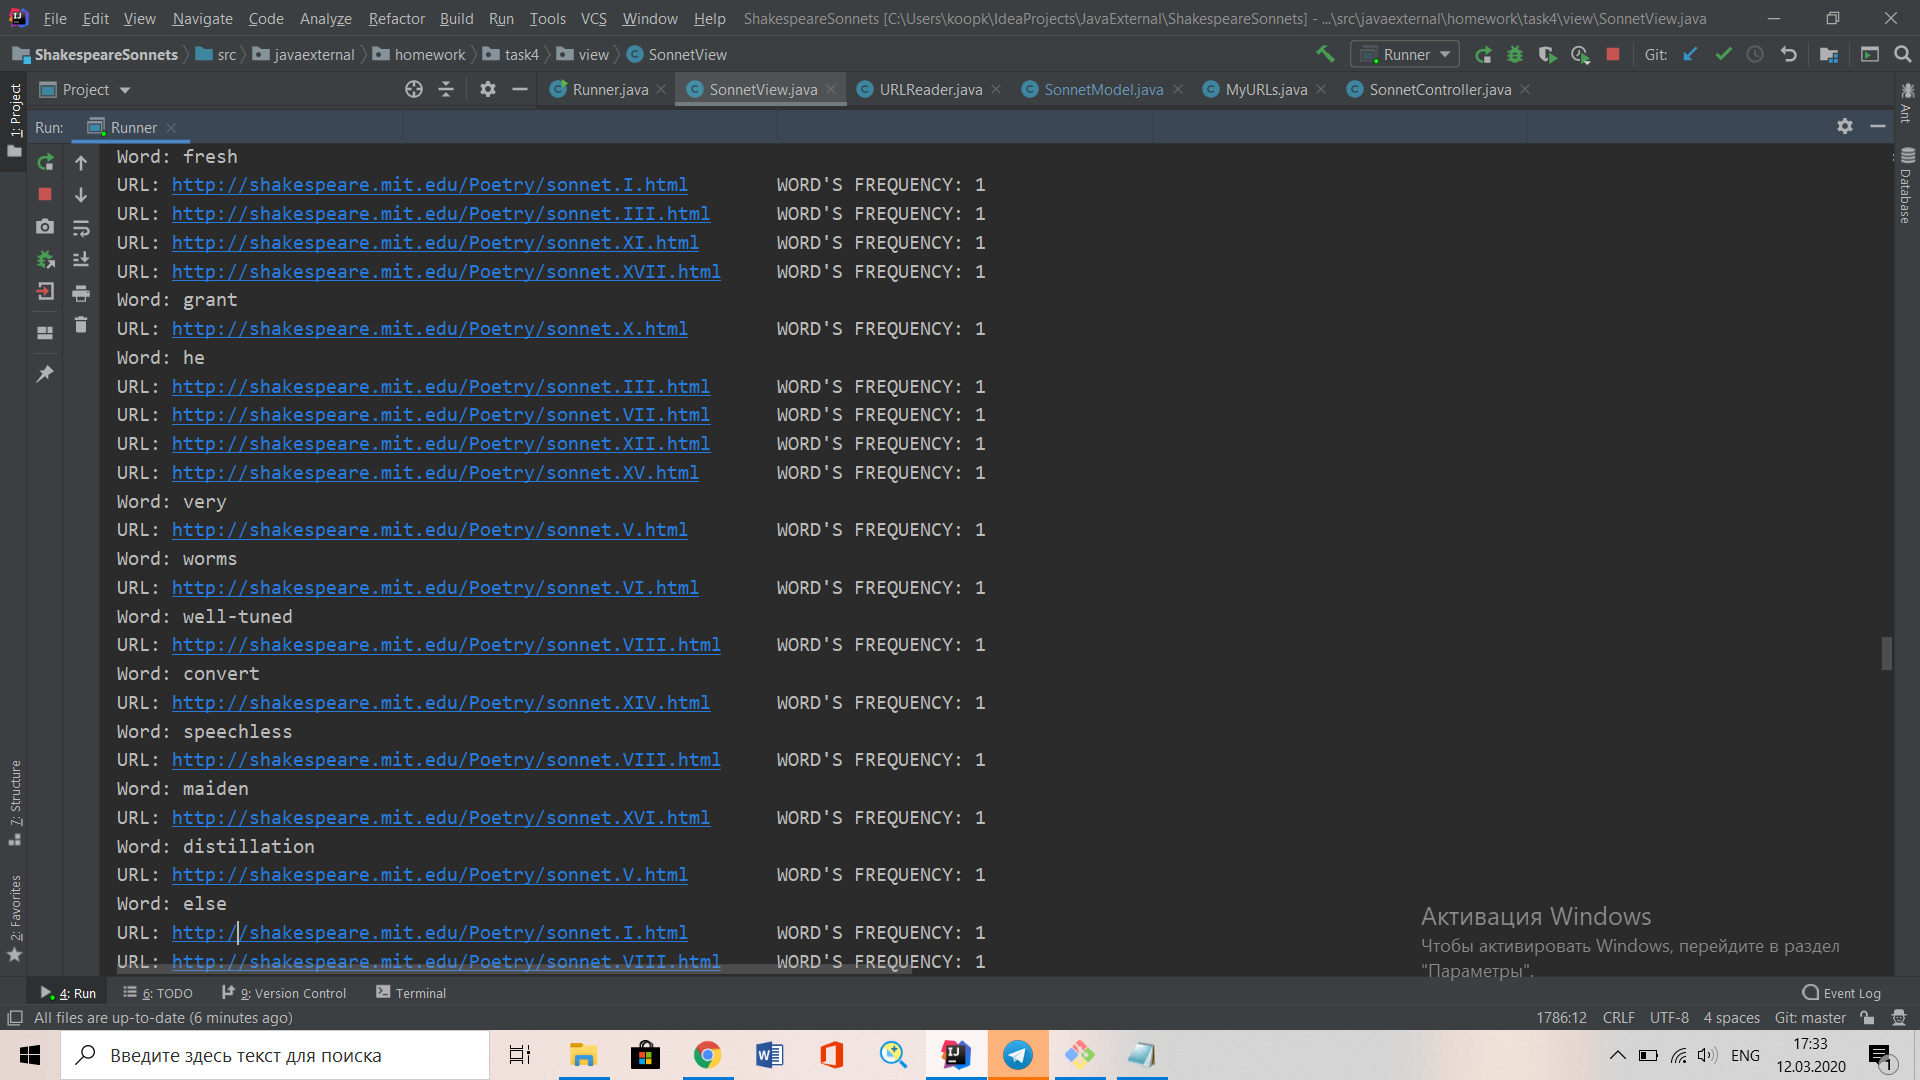 File Edit View Navigate Code Analyze Refactor Build Run Tools VCS Window Help ShakespeareSonnets [C:\Users\koopk\IdeaProjects\JavaExternal\ShakespeareSonnets] - ...\src\javaexternal\homework\task4\view\SonnetView.java
ShakespeareSonnets src javaexternal homework task4 view SonnetView Runner Git:
Project Runner.java SonnetView.java URLReader.java SonnetModel.java MyURLs.java SonnetController.java
Run: Runner
1: Project
7: Structure
2: Favorites
Ant
Database
Word: fresh
URL: http://shakespeare.mit.edu/Poetry/sonnet.I.html WORD'S FREQUENCY: 1
URL: http://shakespeare.mit.edu/Poetry/sonnet.III.html WORD'S FREQUENCY: 1
URL: http://shakespeare.mit.edu/Poetry/sonnet.XI.html WORD'S FREQUENCY: 1
URL: http://shakespeare.mit.edu/Poetry/sonnet.XVII.html WORD'S FREQUENCY: 1
Word: grant
URL: http://shakespeare.mit.edu/Poetry/sonnet.X.html WORD'S FREQUENCY: 1
Word: he
URL: http://shakespeare.mit.edu/Poetry/sonnet.III.html WORD'S FREQUENCY: 1
URL: http://shakespeare.mit.edu/Poetry/sonnet.VII.html WORD'S FREQUENCY: 1
URL: http://shakespeare.mit.edu/Poetry/sonnet.XII.html WORD'S FREQUENCY: 1
URL: http://shakespeare.mit.edu/Poetry/sonnet.XV.html WORD'S FREQUENCY: 1
Word: very
URL: http://shakespeare.mit.edu/Poetry/sonnet.V.html WORD'S FREQUENCY: 1
Word: worms
URL: http://shakespeare.mit.edu/Poetry/sonnet.VI.html WORD'S FREQUENCY: 1
Word: well-tuned
URL: http://shakespeare.mit.edu/Poetry/sonnet.VIII.html WORD'S FREQUENCY: 1
Word: convert
URL: http://shakespeare.mit.edu/Poetry/sonnet.XIV.html WORD'S FREQUENCY: 1
Word: speechless
URL: http://shakespeare.mit.edu/Poetry/sonnet.VIII.html WORD'S FREQUENCY: 1
Word: maiden
URL: http://shakespeare.mit.edu/Poetry/sonnet.XVI.html WORD'S FREQUENCY: 1
Word: distillation
URL: http://shakespeare.mit.edu/Poetry/sonnet.V.html WORD'S FREQUENCY: 1
Word: else
URL: http://shakespeare.mit.edu/Poetry/sonnet.I.html WORD'S FREQUENCY: 1
URL: http://shakespeare.mit.edu/Poetry/sonnet.VIII.html WORD'S FREQUENCY: 1
Активация Windows
Чтобы активировать Windows, перейдите в раздел
"Параметры".
4: Run 6: TODO 9: Version Control Terminal Event Log
All files are up-to-date (6 minutes ago) 1786:12 CRLF UTF-8 4 spaces Git: master
Введите здесь текст для поиска ENG 17:33
12.03.2020 1